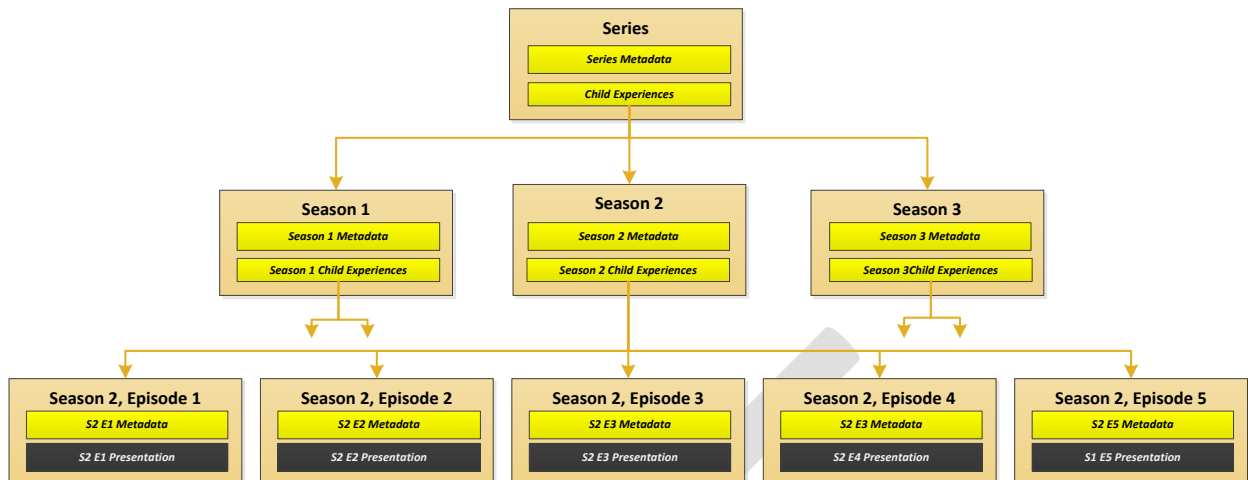 Series
Series Metadata
Child Experiences
Season 1
Season 1 Metadata
Season 1 Child Experiences
Season 2
Season 2 Metadata
Season 2 Child Experiences
Season 3
Season 3 Metadata
Season 3Child Experiences
Season 2, Episode 1
S2 E1 Metadata
S2 E1 Presentation
Season 2, Episode 2
S2 E2 Metadata
S2 E2 Presentation
Season 2, Episode 3
S2 E3 Metadata
S2 E3 Presentation
Season 2, Episode 4
S2 E3 Metadata
S2 E4 Presentation
Season 2, Episode 5
S2 E5 Metadata
S1 E5 Presentation